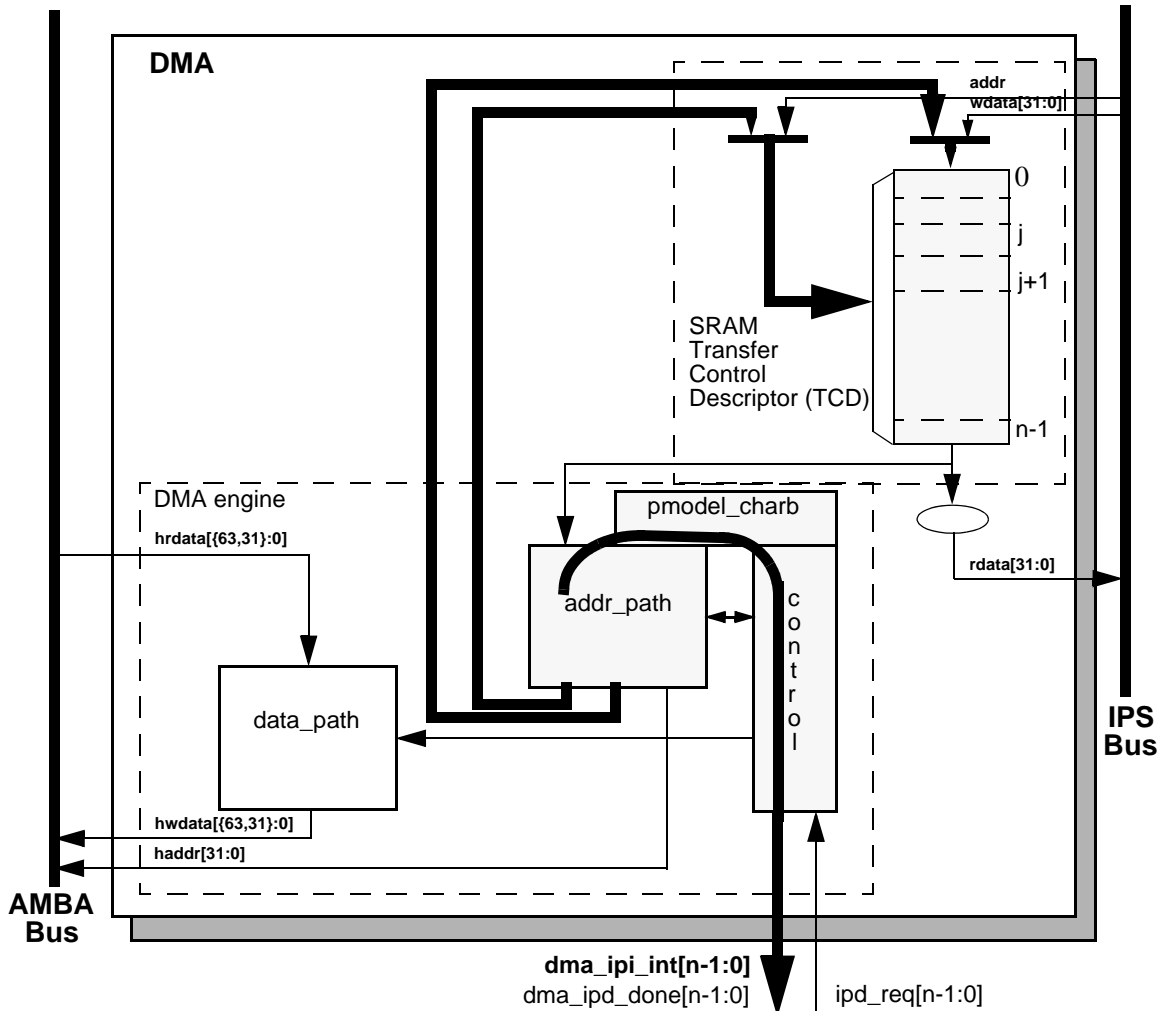 DMA
addr
wdata[31:0]
0
j
j+1
SRAM
Transfer
Control
Descriptor (TCD)
n-1
DMA engine
pmodel_charb
hrdata[{63,31}:0]
rdata[31:0]
addr_path
control
data_path
IPS
Bus
hwdata[{63,31}:0]
haddr[31:0]
AMBA
Bus
dma_ipi_int[n-1:0]
dma_ipd_done[n-1:0]
ipd_req[n-1:0]